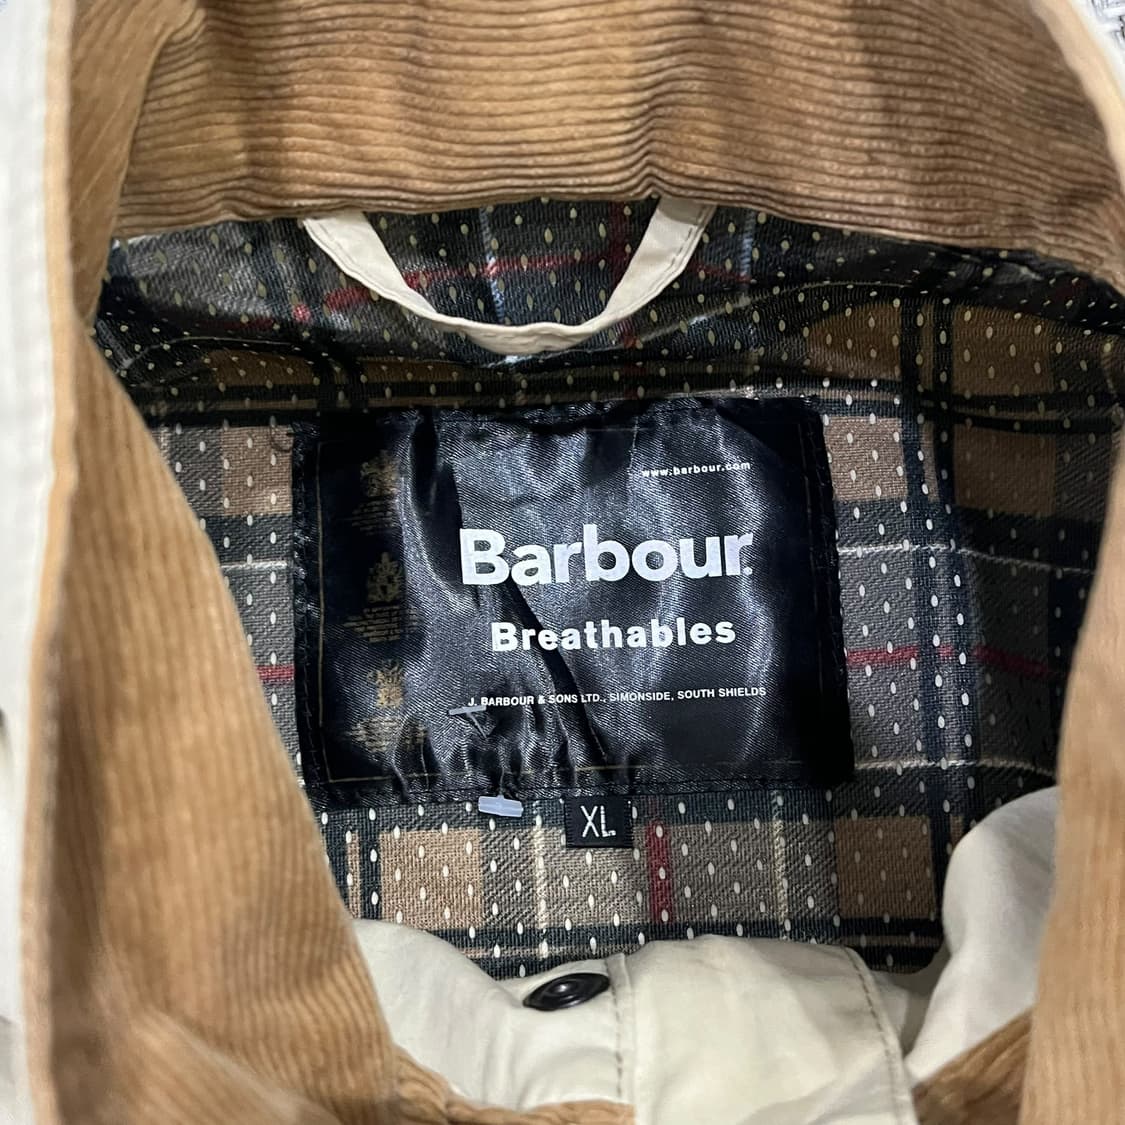 www.barbour.com
Barbour.
Breathables
J. BARBOUR & SONS LTD., SIMONSIDE, SOUTH SHIELDS
XL